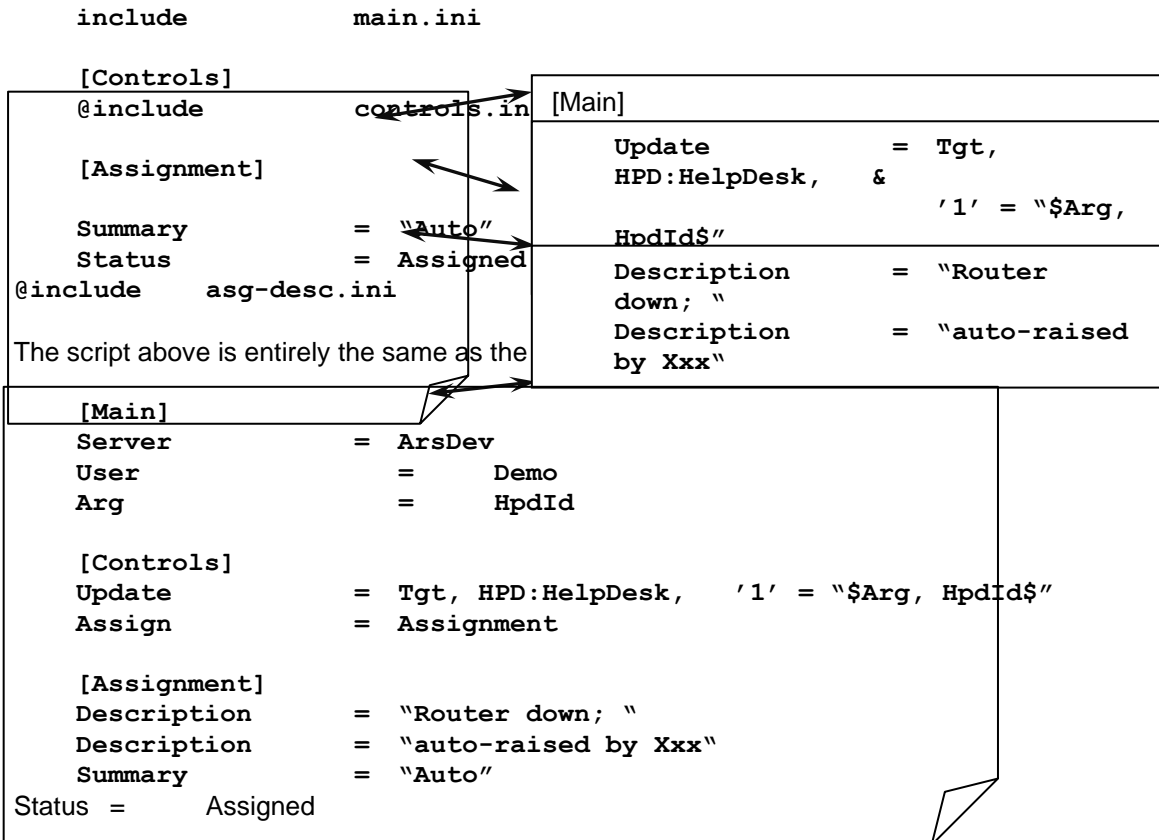 include main.ini
[Controls]
@include controls.in
[Assignment]
Summary = “Auto”
Status = Assigned
@include asg-desc.ini
The script above is entirely the same as the
[Main]
Update = Tgt,
HPD:HelpDesk, &
’1’ = “$Arg,
HpdId$”
Description = “Router
down; “
Description = “auto-raised
by Xxx“
[Main]
Server = ArsDev
User = Demo
Arg = HpdId
[Controls]
Update = Tgt, HPD:HelpDesk, ’1’ = “$Arg, HpdId$”
Assign = Assignment
[Assignment]
Description = “Router down; “
Description = “auto-raised by Xxx“
Summary = “Auto”
Status = Assigned